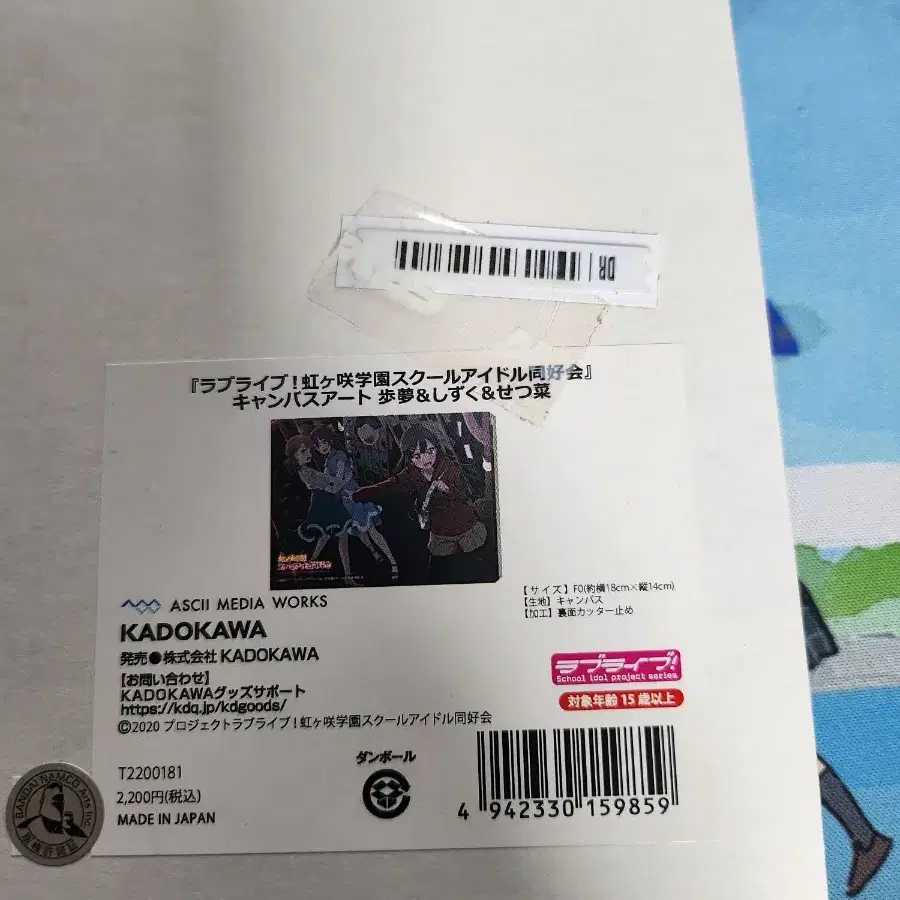 DR
『ラブライブ!虹ヶ咲学園スクールアイドル同好会』
キャンバスアート 歩夢&しずく&せつ菜
【サイズ】F0(約横18cm×縦14cm)
【生地】キャンバス
【加工】裏面カッター止め
ASCII MEDIA WORKS
KADOKAWA
発売●株式会社 KADOKAWA
【お問い合わせ】
KADOKAWAグッズサポート
https://kdq.jp/kdgoods/
©2020 プロジェクトラブライブ!虹ヶ咲学園スクールアイドル同好会
ラブライブ!
School idol project series
対象年齢 15 歳以上
T2200181
2,200円(税込)
MADE IN JAPAN
ダンボール
4 942330 159859
BANDAI NAMCO Arts Inc.